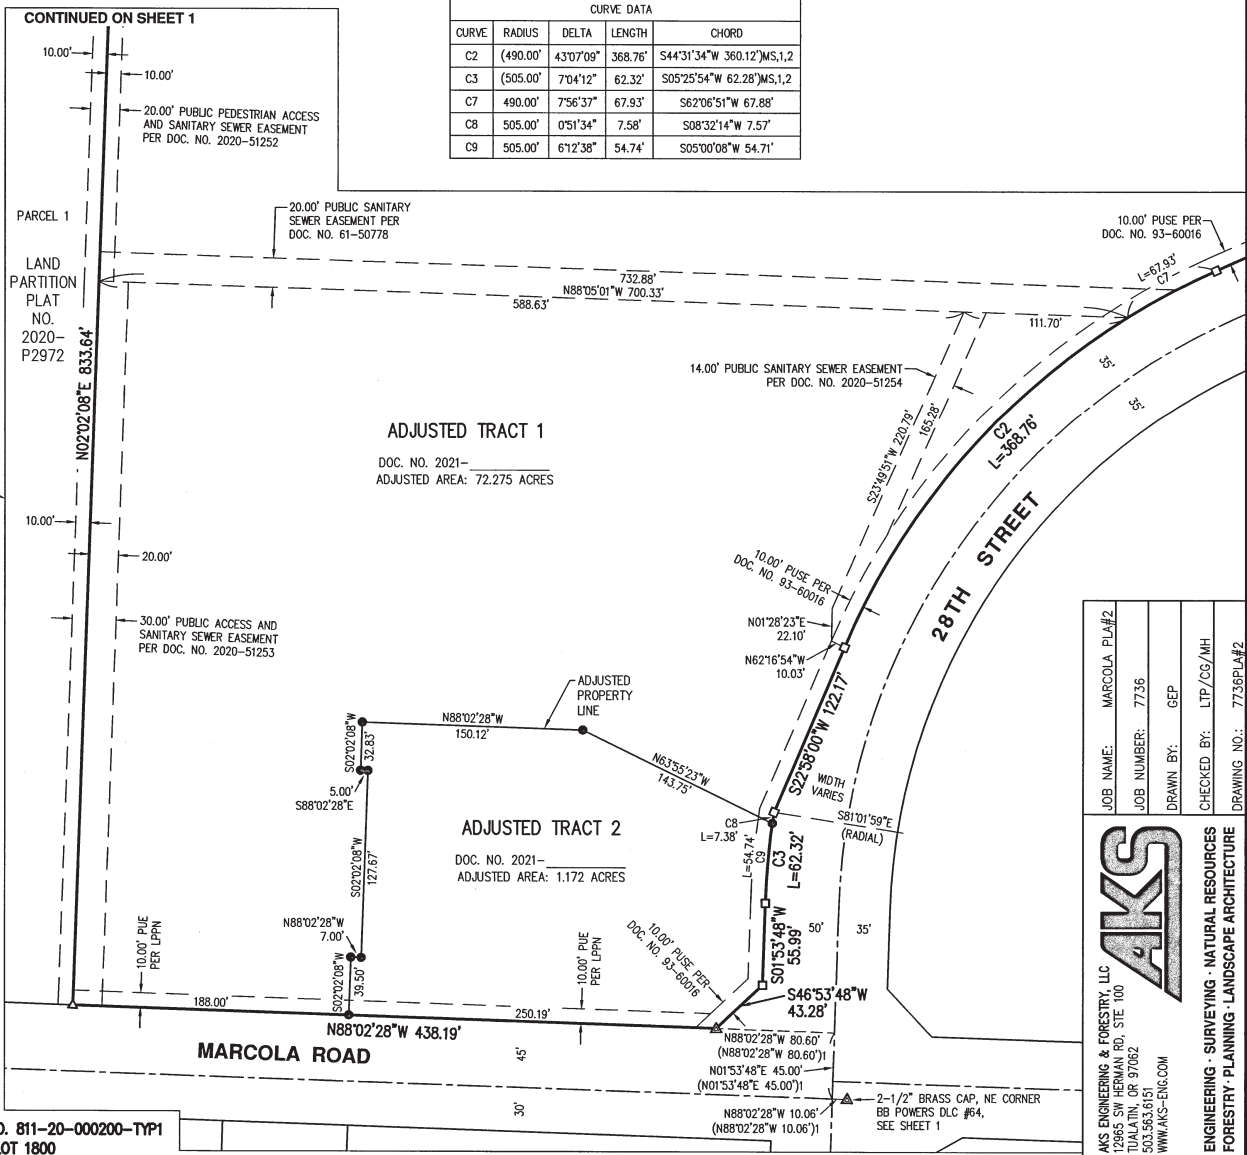 CONTINUED ON SHEET 1
CURVE DATA
CURVE RADIUS DELTA LENGTH CHORD
C2 (490.00' 43°07'09" 368.76' S44°31'34"W 360.12')MS,1,2
C3 (505.00' 7°04'12" 62.32' S05°25'54"W 62.28')MS,1,2
C7 490.00' 7°56'37" 67.93' S62°06'51"W 67.88'
C8 505.00' 0°51'34" 7.58' S08°32'14"W 7.57'
C9 505.00' 6°12'38" 54.74' S05°00'08"W 54.71'
10.00'
10.00'
20.00' PUBLIC PEDESTRIAN ACCESS
AND SANITARY SEWER EASEMENT
PER DOC. NO. 2020-51252
PARCEL 1
LAND
PARTITION
PLAT
NO.
2020-
P2972
N02°02'08"E 833.64'
20.00' PUBLIC SANITARY
SEWER EASEMENT PER
DOC. NO. 61-50778
10.00' PUSE PER
DOC. NO. 93-60016
L=67.93'
C7
732.88'
N88°05'01"W 700.33'
588.63'
111.70'
14.00' PUBLIC SANITARY SEWER EASEMENT
PER DOC. NO. 2020-51254
S23°49'51"W 220.79'
165.28'
35'
35'
C2
L=368.76'
28TH STREET
ADJUSTED TRACT 1
DOC. NO. 2021-
ADJUSTED AREA: 72.275 ACRES
10.00'
20.00'
30.00' PUBLIC ACCESS AND
SANITARY SEWER EASEMENT
PER DOC. NO. 2020-51253
10.00' PUSE PER
DOC. NO. 93-60016
N01°28'23"E
22.10'
N62°16'54"W
10.03'
S22°58'00"W 122.17'
WIDTH
VARIES
ADJUSTED
PROPERTY
LINE
N88°02'28"W
150.12'
S02°02'08"W
32.83'
5.00'
S88°02'28"E
N63°55'23"W
143.75'
C8
L=7.38'
S81°01'59"E
(RADIAL)
L=54.74'
C9
C3
L=62.32'
ADJUSTED TRACT 2
DOC. NO. 2021-
ADJUSTED AREA: 1.172 ACRES
S02°02'08"W
127.67'
N88°02'28"W
7.00'
S02°02'08"W
39.50'
10.00' PUE
PER LPPN
10.00' PUE
PER LPPN
10.00' PUSE PER
DOC. NO. 93-60016
S01°53'48"W
55.99'
50'
35'
S46°53'48"W
43.28'
188.00'
250.19'
N88°02'28"W 438.19'
MARCOLA ROAD
45'
30'
N88°02'28"W 80.60'
(N88°02'28"W 80.60')1
N01°53'48"E 45.00'
(N01°53'48"E 45.00')1
N88°02'28"W 10.06'
(N88°02'28"W 10.06')1
2-1/2" BRASS CAP, NE CORNER
BB POWERS DLC #64,
SEE SHEET 1
O. 811-20-000200-TYP1
LOT 1800
JOB NAME: MARCOLA PLA#2
JOB NUMBER: 7736
DRAWN BY: GEP
CHECKED BY: LTP/CG/MH
DRAWING NO.: 7736PLA#2
AKS
AKS ENGINEERING & FORESTRY, LLC
12965 SW HERMAN RD, STE 100
TUALATIN, OR 97062
503.563.6151
WWW.AKS-ENG.COM
ENGINEERING · SURVEYING · NATURAL RESOURCES
FORESTRY · PLANNING · LANDSCAPE ARCHITECTURE